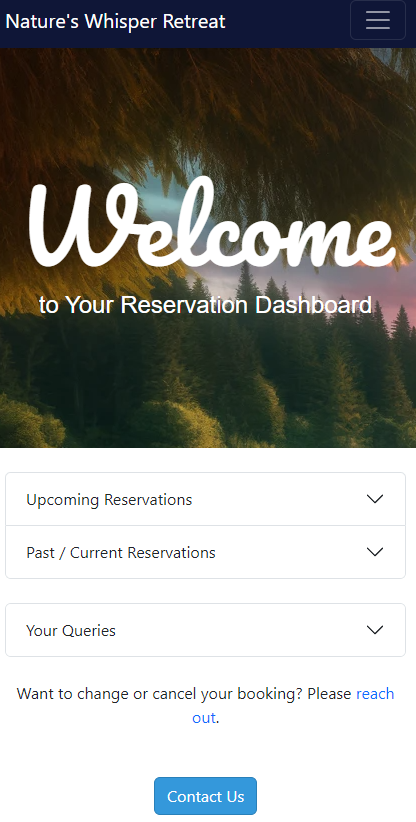 Nature's Whisper Retreat
Welcome
to Your Reservation Dashboard
Upcoming Reservations
Past / Current Reservations
Your Queries
Want to change or cancel your booking? Please reach
out.
Contact Us